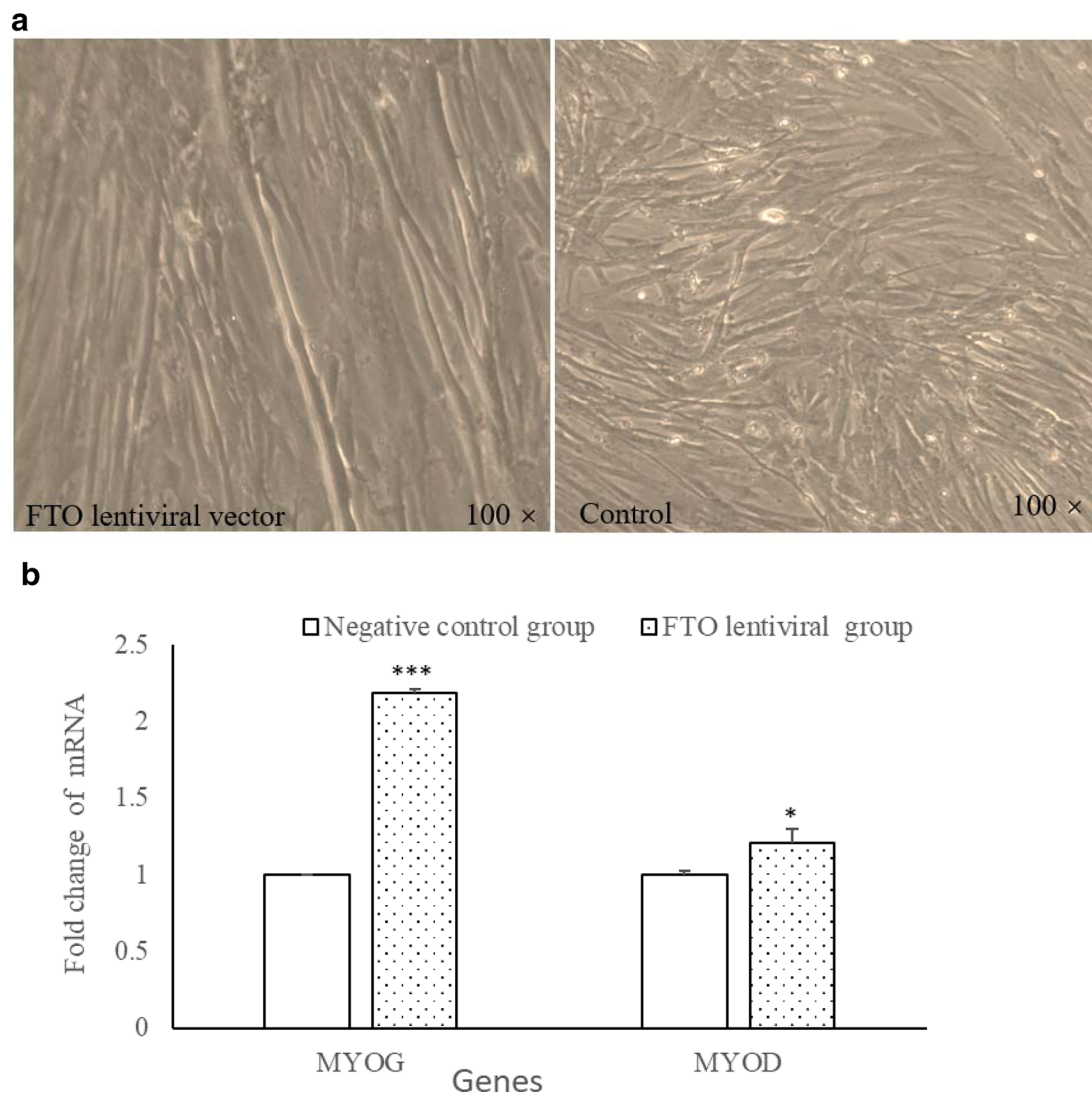 a
FTO lentiviral vector
100 ×
Control
100 ×
b
Negative control group
FTO lentiviral group
2.5
2
1.5
1
0.5
0
Fold change of mRNA
***
*
MYOG
MYOD
Genes